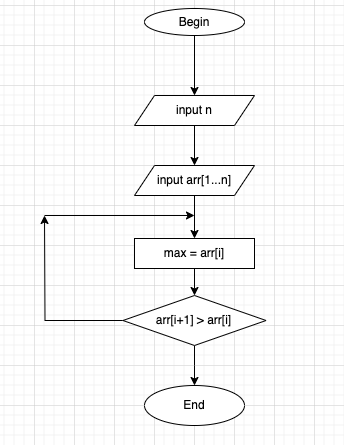 Begin
input n
input arr[1...n]
max = arr[i]
arr[i+1] > arr[i]
End